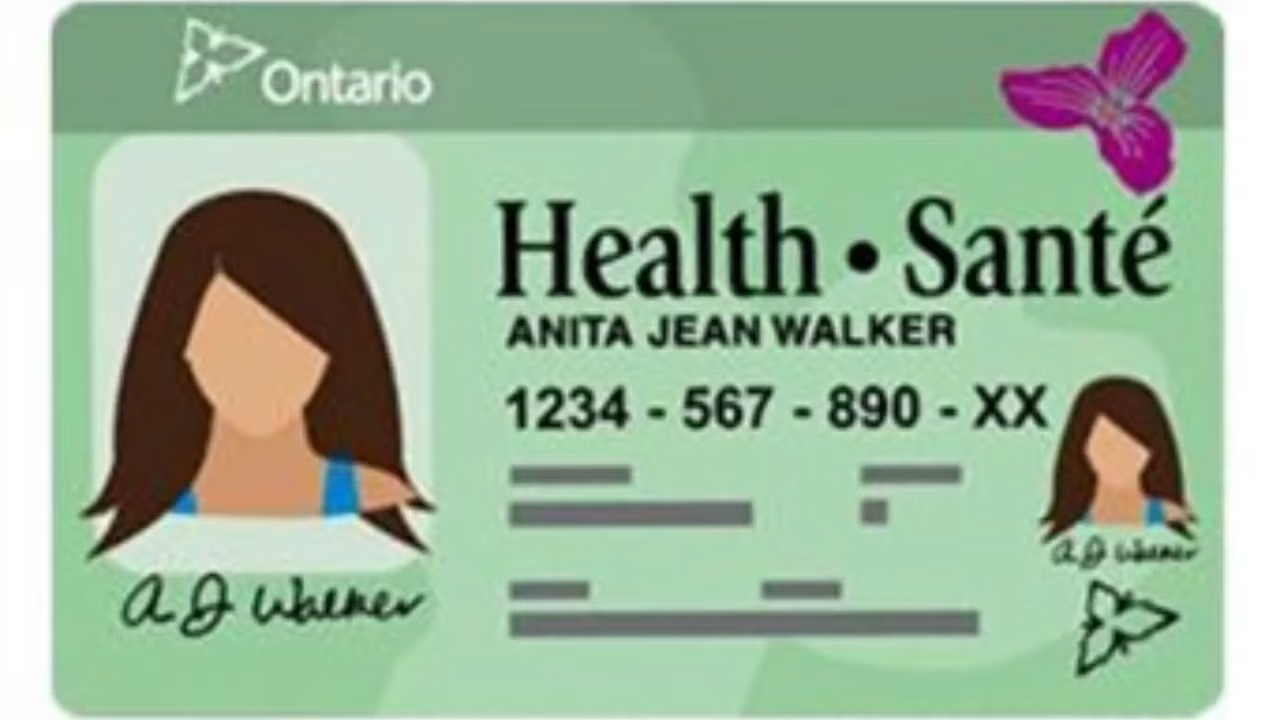 Ontario
Health • Santé
ANITA JEAN WALKER
1234 - 567 - 890 - XX
A J Walker
A J Walker